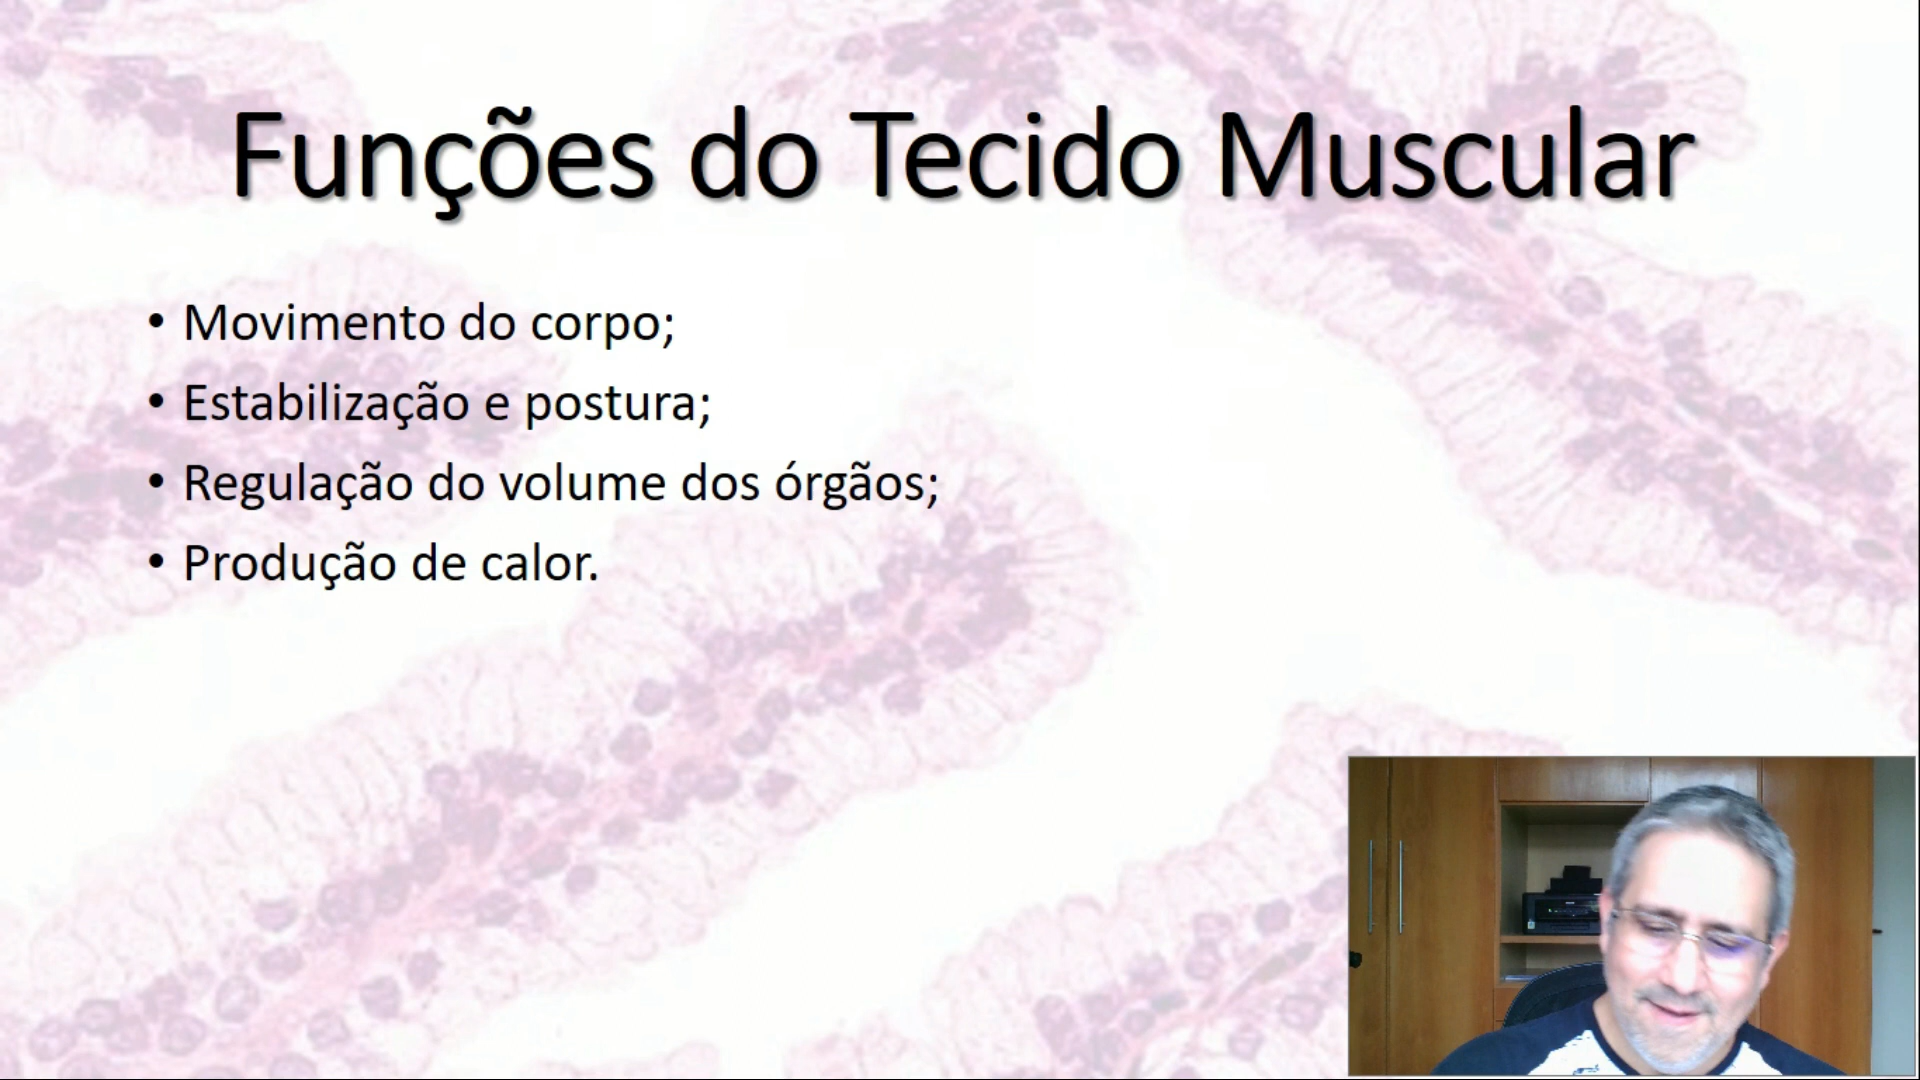 Funções do Tecido Muscular
• Movimento do corpo;
• Estabilização e postura;
• Regulação do volume dos órgãos;
• Produção de calor.